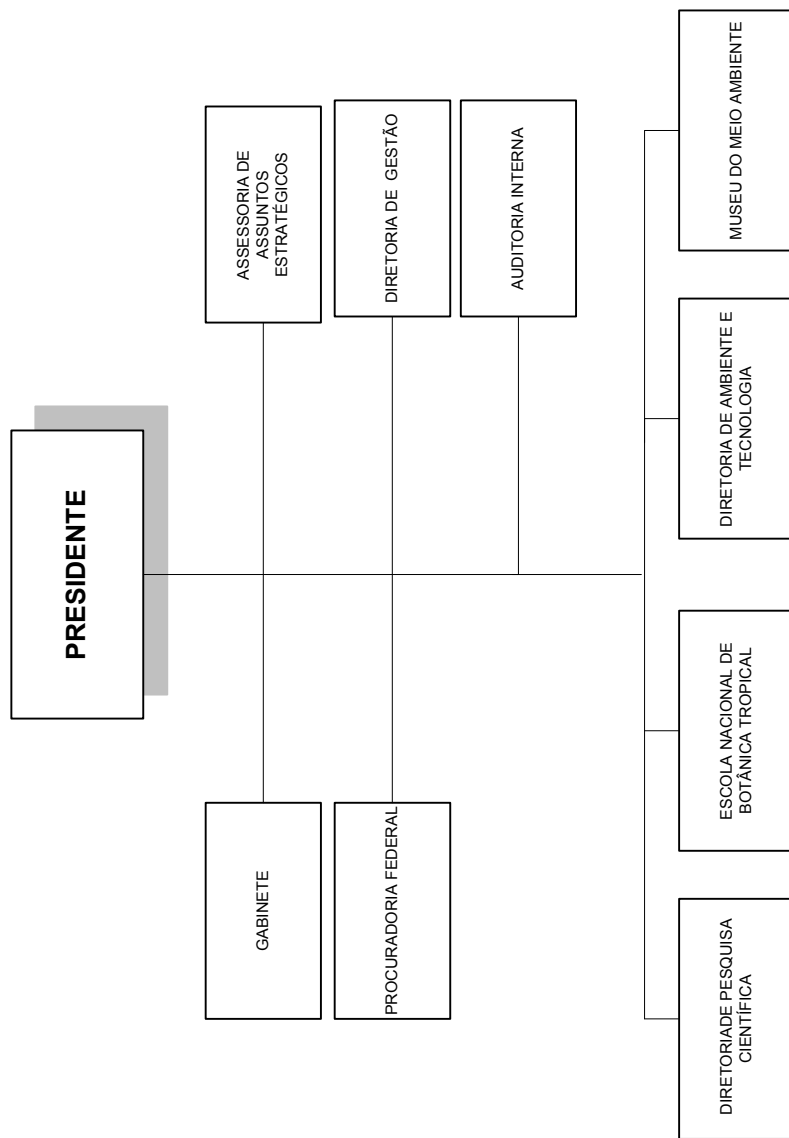 PRESIDENTE
GABINETE
ASSESSORIA DE
ASSUNTOS
ESTRATÉGICOS
PROCURADORIA FEDERAL
DIRETORIA DE GESTÃO
AUDITORIA INTERNA
DIRETORIADE PESQUISA
CIENTÍFICA
ESCOLA NACIONAL DE
BOTÂNICA TROPICAL
DIRETORIA DE AMBIENTE E
TECNOLOGIA
MUSEU DO MEIO AMBIENTE